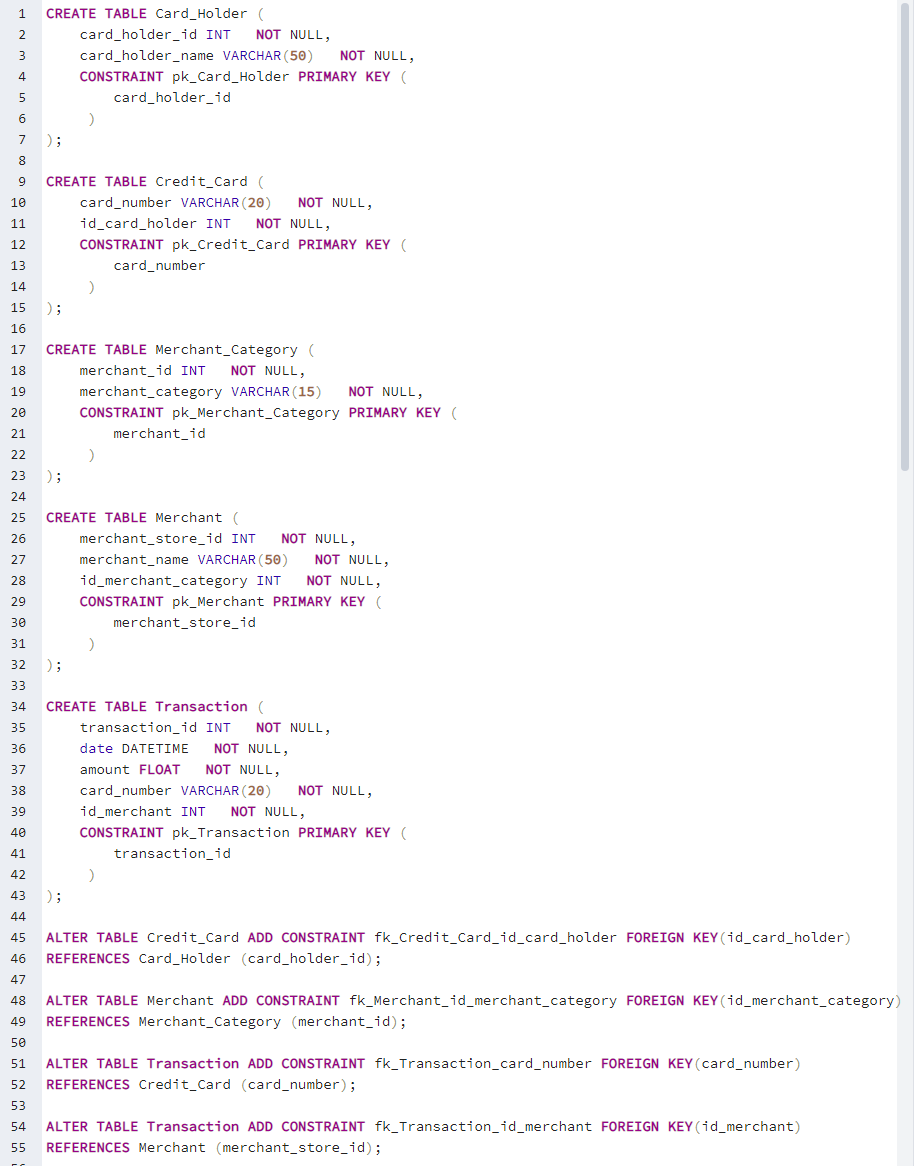 1 CREATE TABLE Card_Holder (
2     card_holder_id INT   NOT NULL,
3     card_holder_name VARCHAR(50)   NOT NULL,
4     CONSTRAINT pk_Card_Holder PRIMARY KEY (
5         card_holder_id
6      )
7 );
8
9 CREATE TABLE Credit_Card (
10     card_number VARCHAR(20)   NOT NULL,
11     id_card_holder INT   NOT NULL,
12     CONSTRAINT pk_Credit_Card PRIMARY KEY (
13         card_number
14      )
15 );
16
17 CREATE TABLE Merchant_Category (
18     merchant_id INT   NOT NULL,
19     merchant_category VARCHAR(15)   NOT NULL,
20     CONSTRAINT pk_Merchant_Category PRIMARY KEY (
21         merchant_id
22      )
23 );
24
25 CREATE TABLE Merchant (
26     merchant_store_id INT   NOT NULL,
27     merchant_name VARCHAR(50)   NOT NULL,
28     id_merchant_category INT   NOT NULL,
29     CONSTRAINT pk_Merchant PRIMARY KEY (
30         merchant_store_id
31      )
32 );
33
34 CREATE TABLE Transaction (
35     transaction_id INT   NOT NULL,
36     date DATETIME   NOT NULL,
37     amount FLOAT   NOT NULL,
38     card_number VARCHAR(20)   NOT NULL,
39     id_merchant INT   NOT NULL,
40     CONSTRAINT pk_Transaction PRIMARY KEY (
41         transaction_id
42      )
43 );
44
45 ALTER TABLE Credit_Card ADD CONSTRAINT fk_Credit_Card_id_card_holder FOREIGN KEY(id_card_holder)
46 REFERENCES Card_Holder (card_holder_id);
47
48 ALTER TABLE Merchant ADD CONSTRAINT fk_Merchant_id_merchant_category FOREIGN KEY(id_merchant_category)
49 REFERENCES Merchant_Category (merchant_id);
50
51 ALTER TABLE Transaction ADD CONSTRAINT fk_Transaction_card_number FOREIGN KEY(card_number)
52 REFERENCES Credit_Card (card_number);
53
54 ALTER TABLE Transaction ADD CONSTRAINT fk_Transaction_id_merchant FOREIGN KEY(id_merchant)
55 REFERENCES Merchant (merchant_store_id);